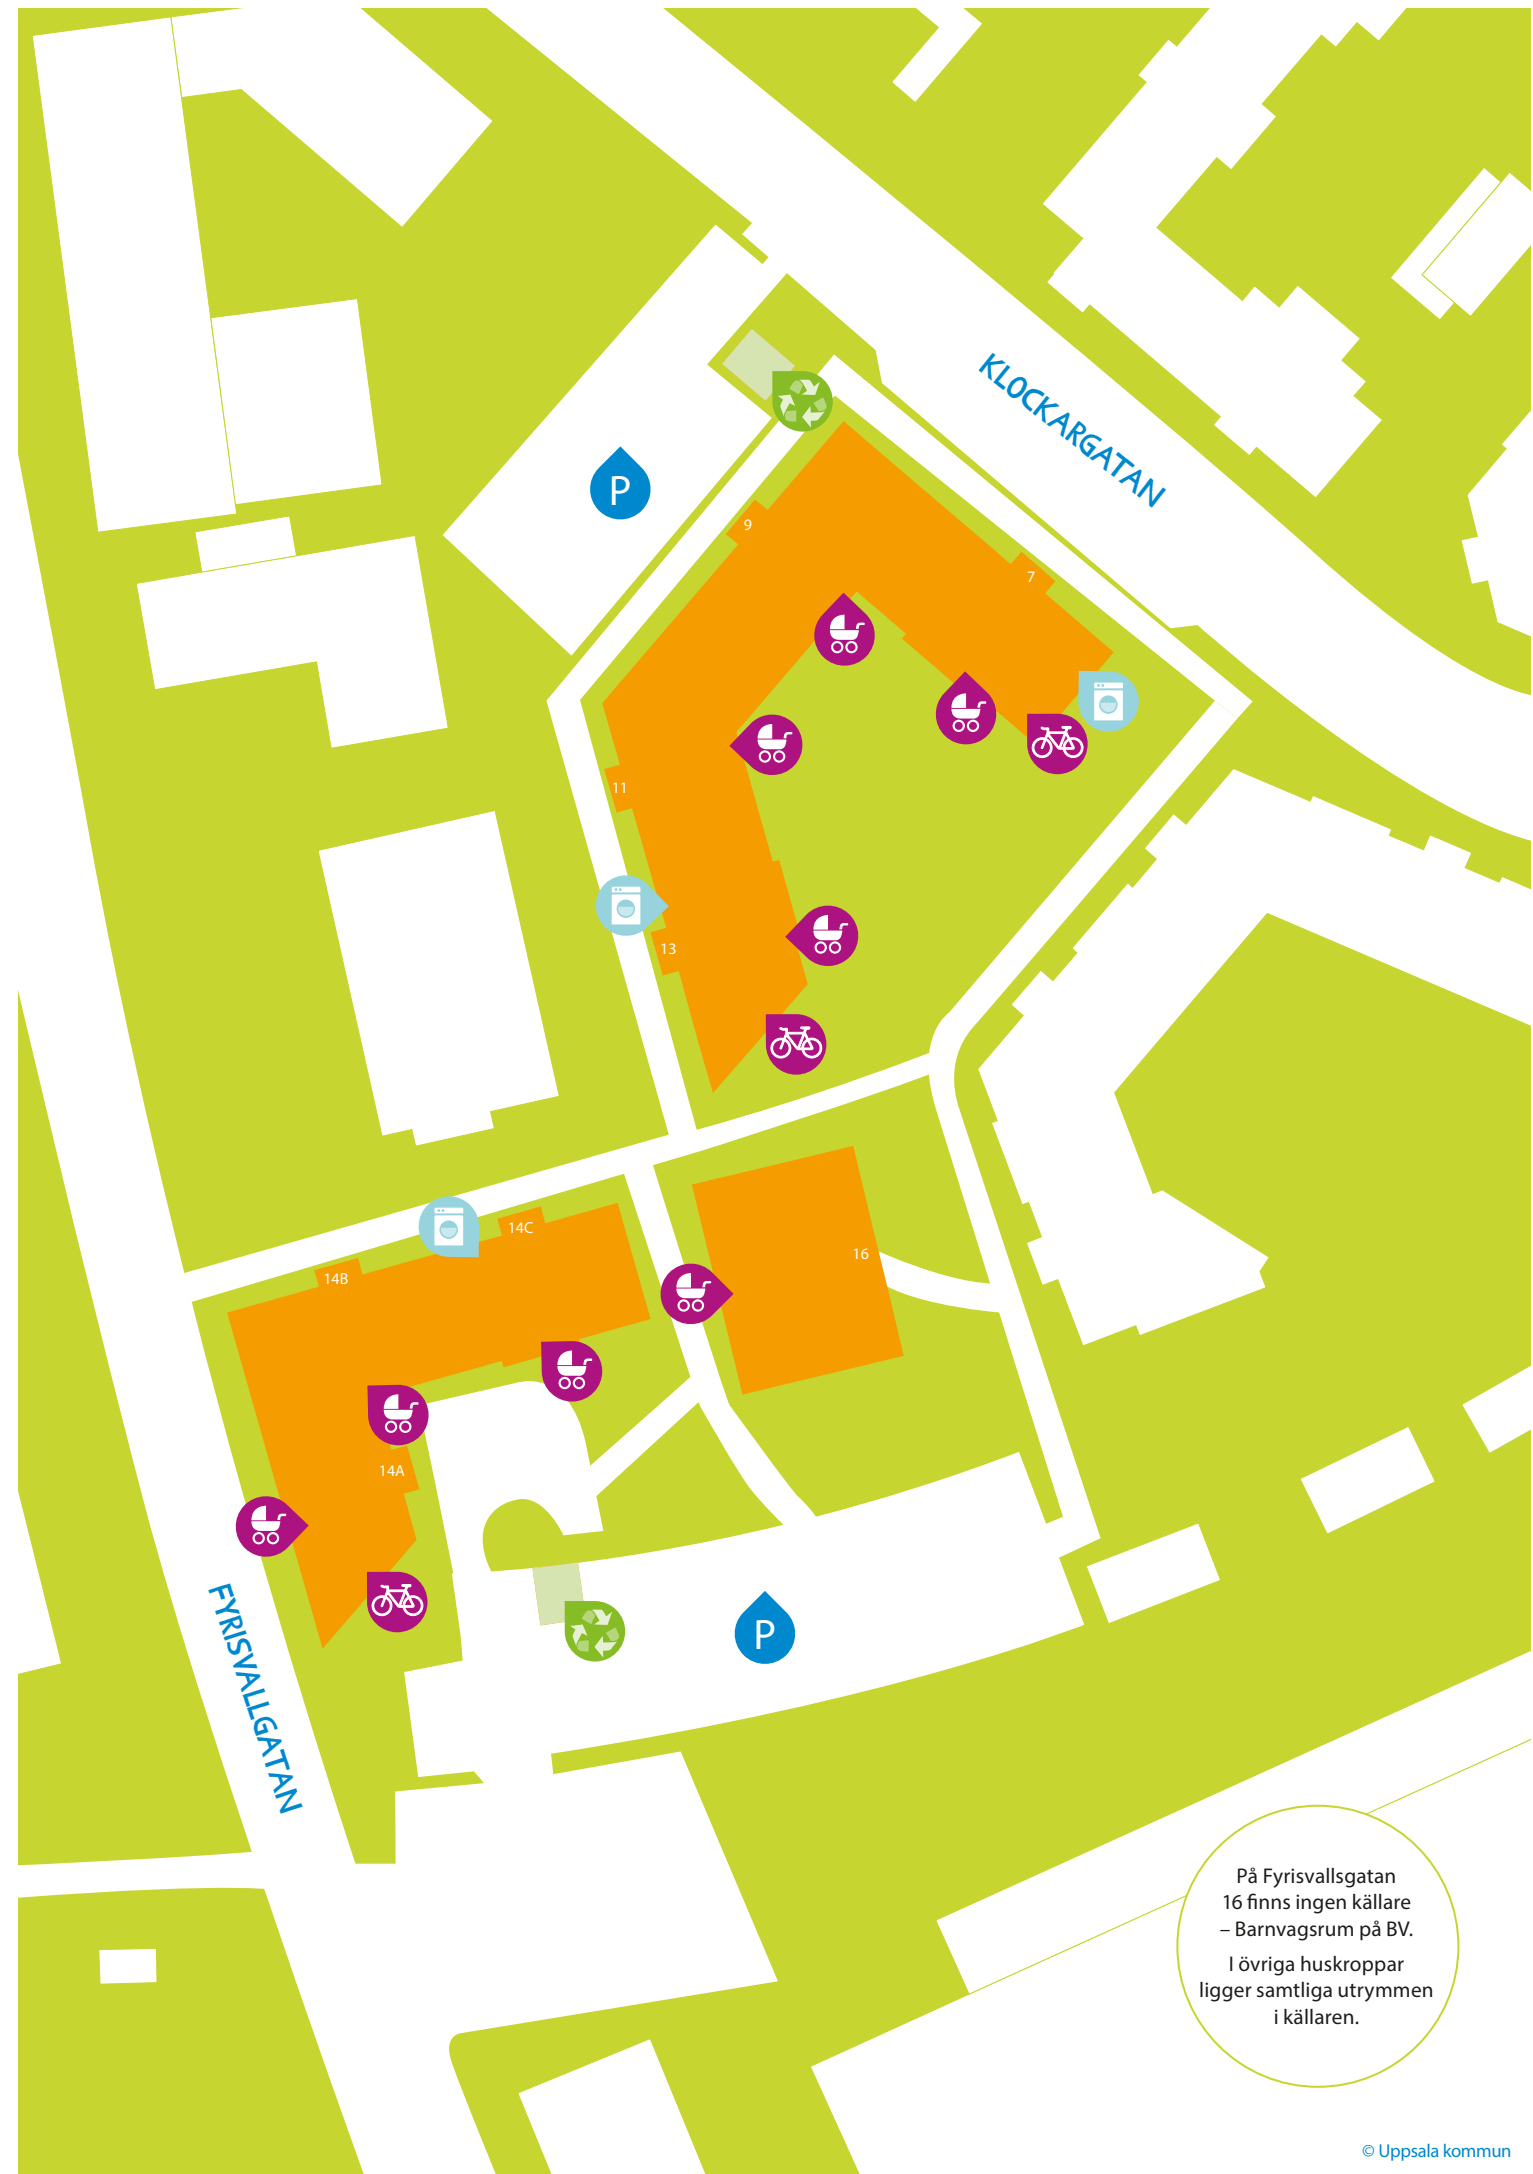 KLOCKARGATAN
P
9
7
11
13
14C
14B
16
14A
P
FYRISVALLGATAN
På Fyrisvallsgatan
16 finns ingen källare
– Barnvagsrum på BV.
I övriga huskroppar
ligger samtliga utrymmen
i källaren.
© Uppsala kommun